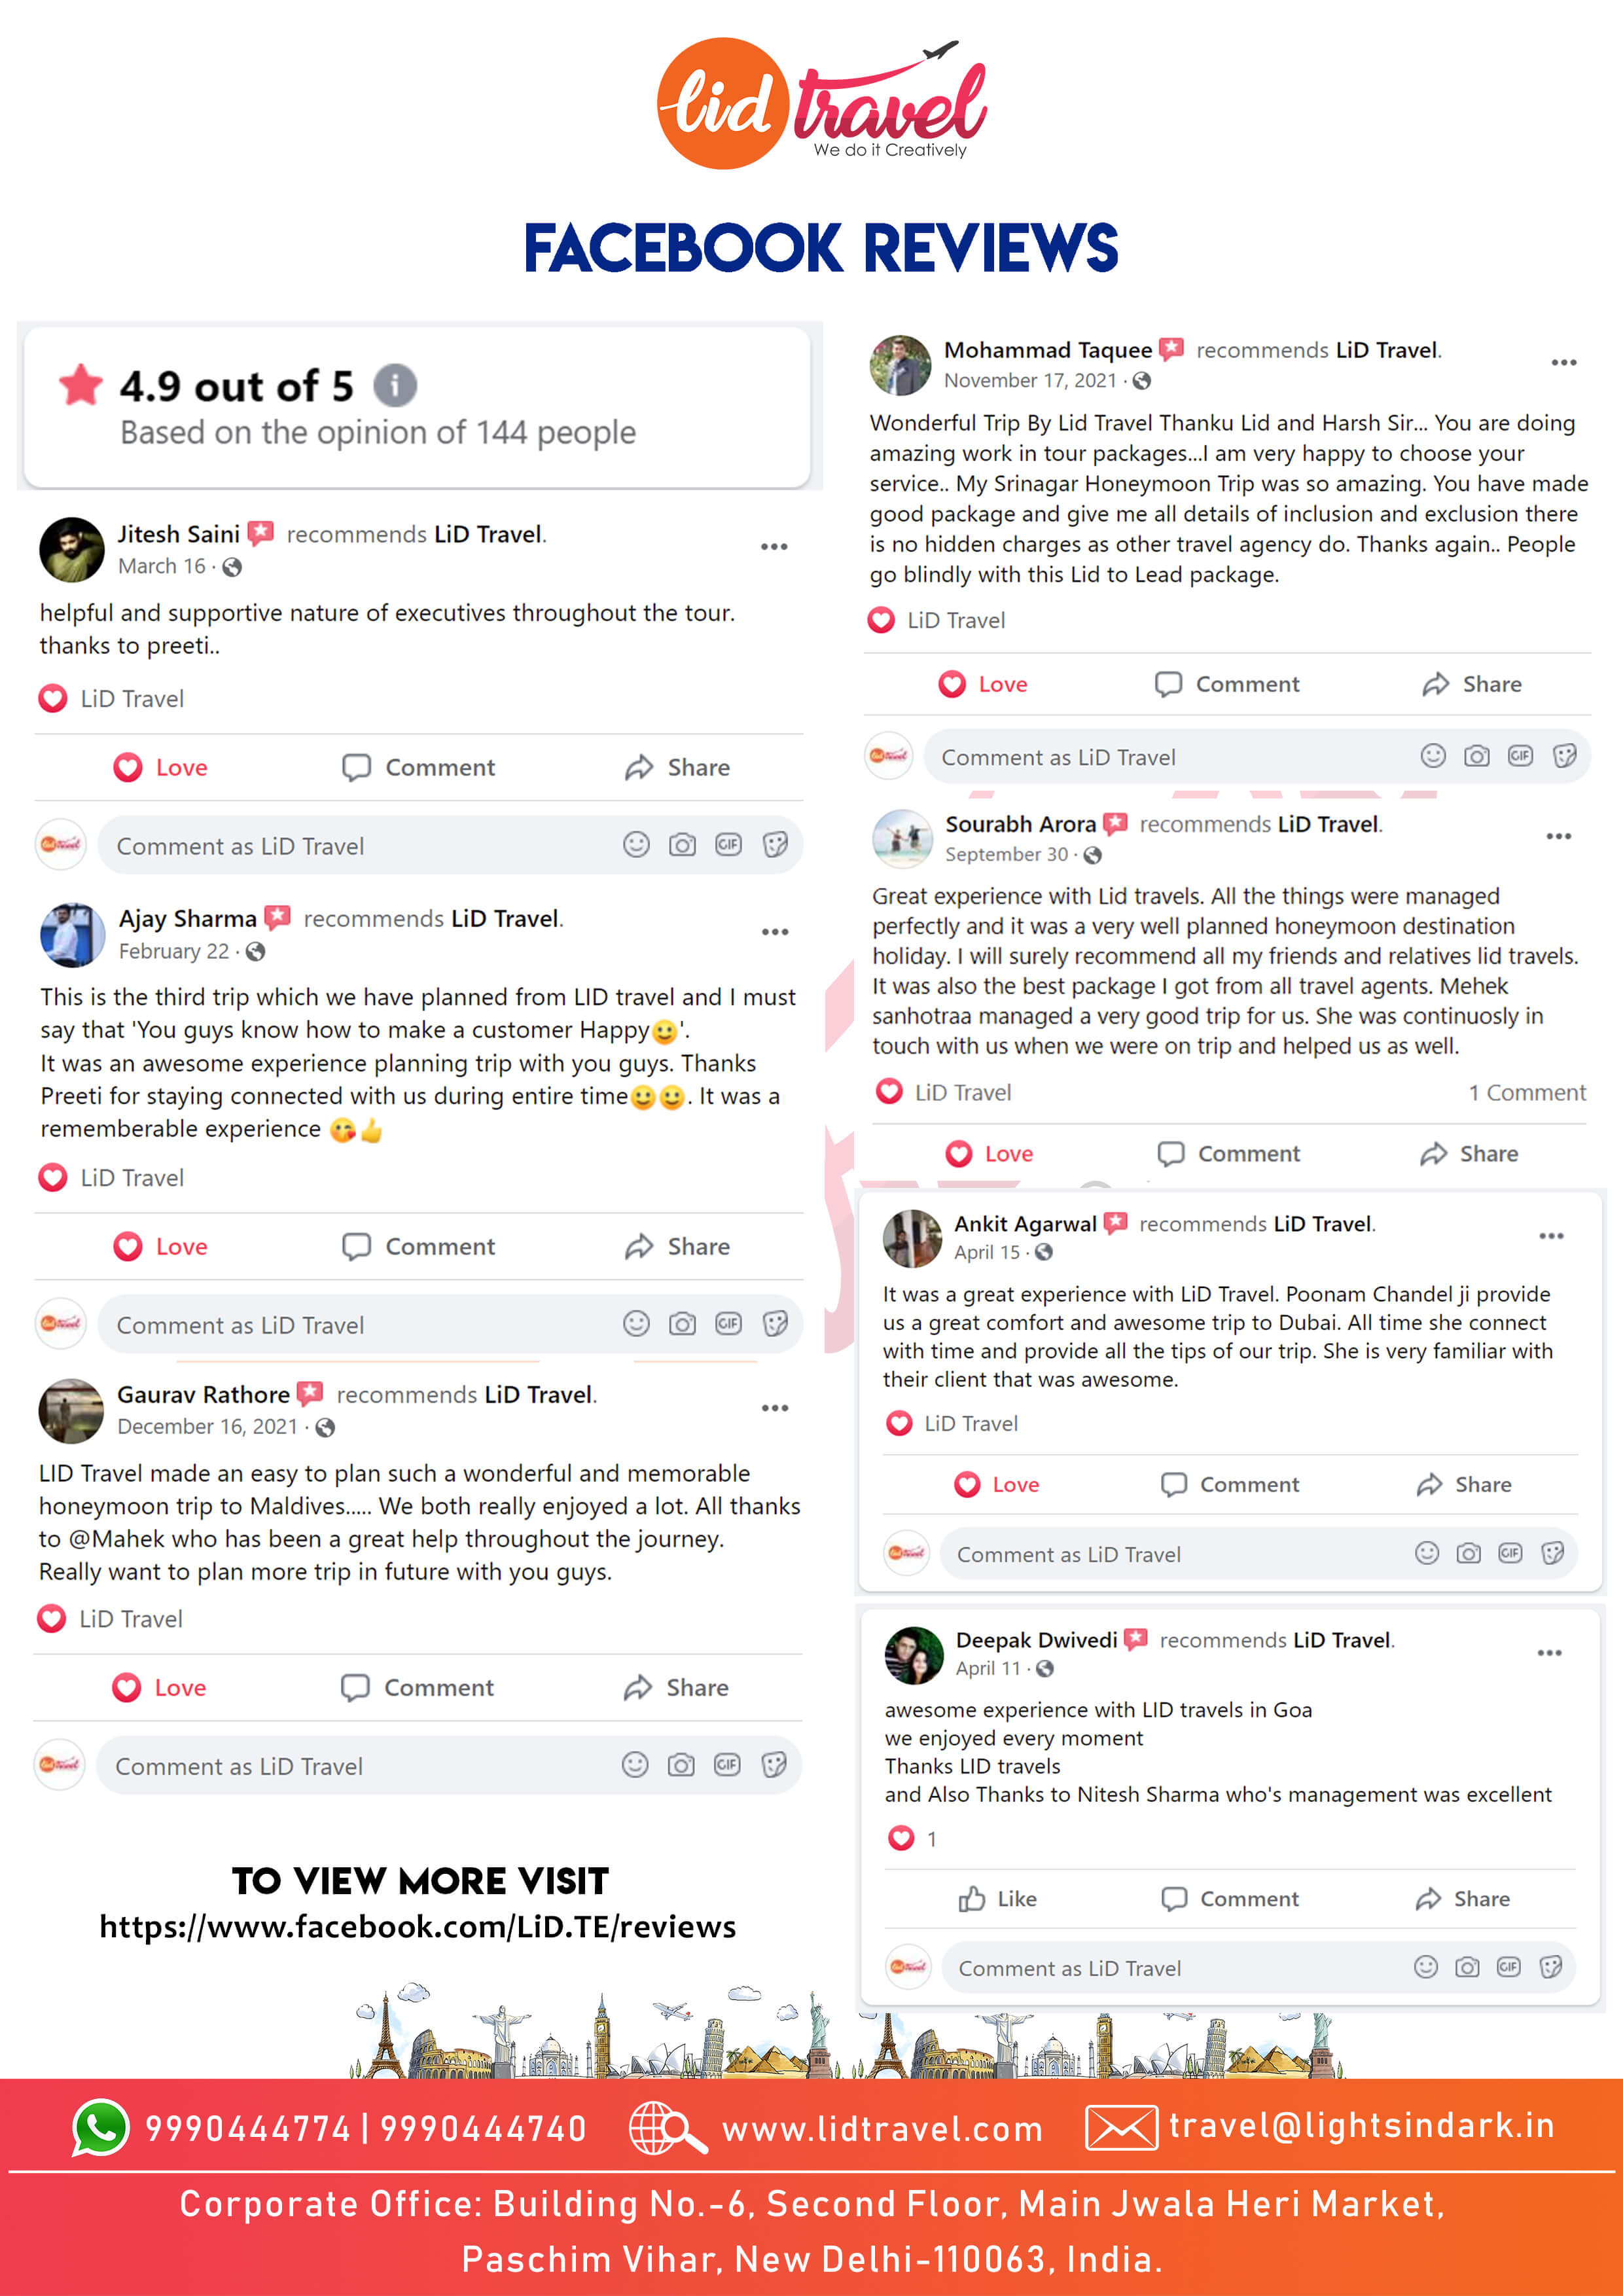 lid travel
We do it Creatively
FACEBOOK REVIEWS
4.9 out of 5
Based on the opinion of 144 people
Jitesh Saini recommends LiD Travel.
March 16 ·
helpful and supportive nature of executives throughout the tour.
thanks to preeti..
LiD Travel
Love Comment Share
Comment as LiD Travel
Ajay Sharma recommends LiD Travel.
February 22 ·
This is the third trip which we have planned from LID travel and I must
say that 'You guys know how to make a customer Happy🙂'.
It was an awesome experience planning trip with you guys. Thanks
Preeti for staying connected with us during entire time🙂🙂. It was a
rememberable experience 😘👍
LiD Travel
Love Comment Share
Comment as LiD Travel
Gaurav Rathore recommends LiD Travel.
December 16, 2021 ·
LID Travel made an easy to plan such a wonderful and memorable
honeymoon trip to Maldives..... We both really enjoyed a lot. All thanks
to @Mahek who has been a great help throughout the journey.
Really want to plan more trip in future with you guys.
LiD Travel
Love Comment Share
Comment as LiD Travel
TO VIEW MORE VISIT
https://www.facebook.com/LiD.TE/reviews
Mohammad Taquee recommends LiD Travel.
November 17, 2021 ·
Wonderful Trip By Lid Travel Thanku Lid and Harsh Sir... You are doing
amazing work in tour packages...I am very happy to choose your
service.. My Srinagar Honeymoon Trip was so amazing. You have made
good package and give me all details of inclusion and exclusion there
is no hidden charges as other travel agency do. Thanks again.. People
go blindly with this Lid to Lead package.
LiD Travel
Love Comment Share
Comment as LiD Travel
Sourabh Arora recommends LiD Travel.
September 30 ·
Great experience with Lid travels. All the things were managed
perfectly and it was a very well planned honeymoon destination
holiday. I will surely recommend all my friends and relatives lid travels.
It was also the best package I got from all travel agents. Mehek
sanhotraa managed a very good trip for us. She was continuosly in
touch with us when we were on trip and helped us as well.
LiD Travel 1 Comment
Love Comment Share
Ankit Agarwal recommends LiD Travel.
April 15 ·
It was a great experience with LiD Travel. Poonam Chandel ji provide
us a great comfort and awesome trip to Dubai. All time she connect
with time and provide all the tips of our trip. She is very familiar with
their client that was awesome.
LiD Travel
Love Comment Share
Comment as LiD Travel
Deepak Dwivedi recommends LiD Travel.
April 11 ·
awesome experience with LID travels in Goa
we enjoyed every moment
Thanks LID travels
and Also Thanks to Nitesh Sharma who's management was excellent
1
Like Comment Share
Comment as LiD Travel
9990444774 | 9990444740 www.lidtravel.com travel@lightsindark.in
Corporate Office: Building No.-6, Second Floor, Main Jwala Heri Market,
Paschim Vihar, New Delhi-110063, India.